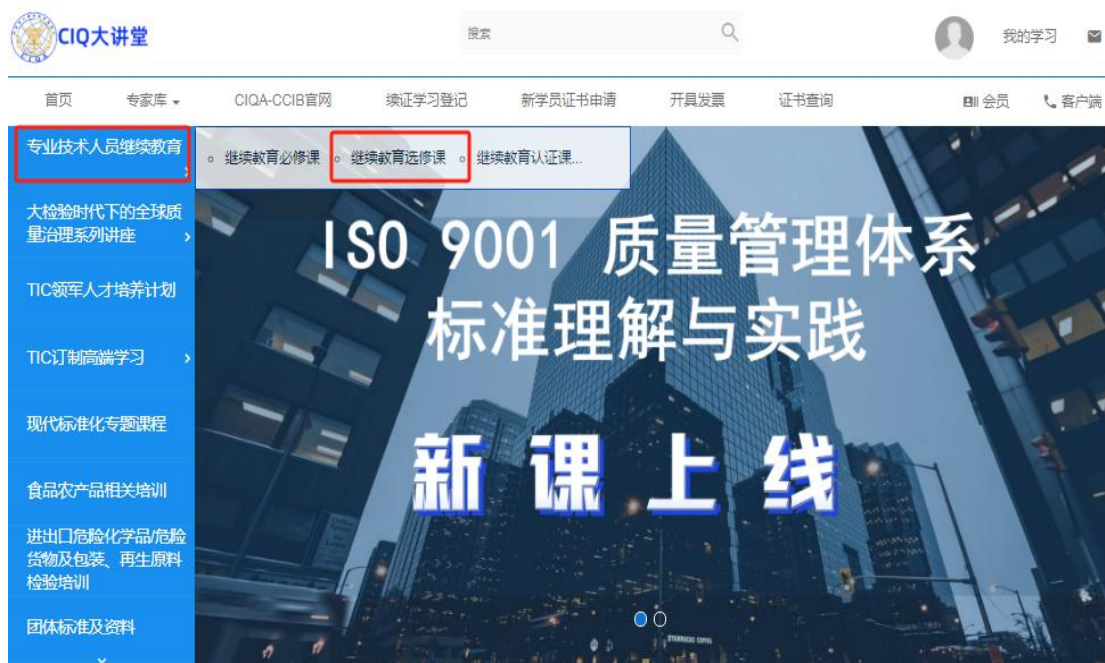 CIQ大讲堂
搜索
我的学习
首页
专家库
CIQA-CCIB官网
续证学习登记
新学员证书申请
开具发票
证书查询
会员
客户端
专业技术人员继续教育
继续教育必修课
继续教育选修课
继续教育认证课...
大检验时代下的全球质
量治理系列讲座
TIC领军人才培养计划
TIC订制高端学习
现代标准化专题课程
食品农产品相关培训
进出口危险化学品/危险
货物及包装、再生原料
检验培训
团体标准及资料
ISO 9001 质量管理体系
标准理解与实践
新课上线
STARBUCKS COFFEE